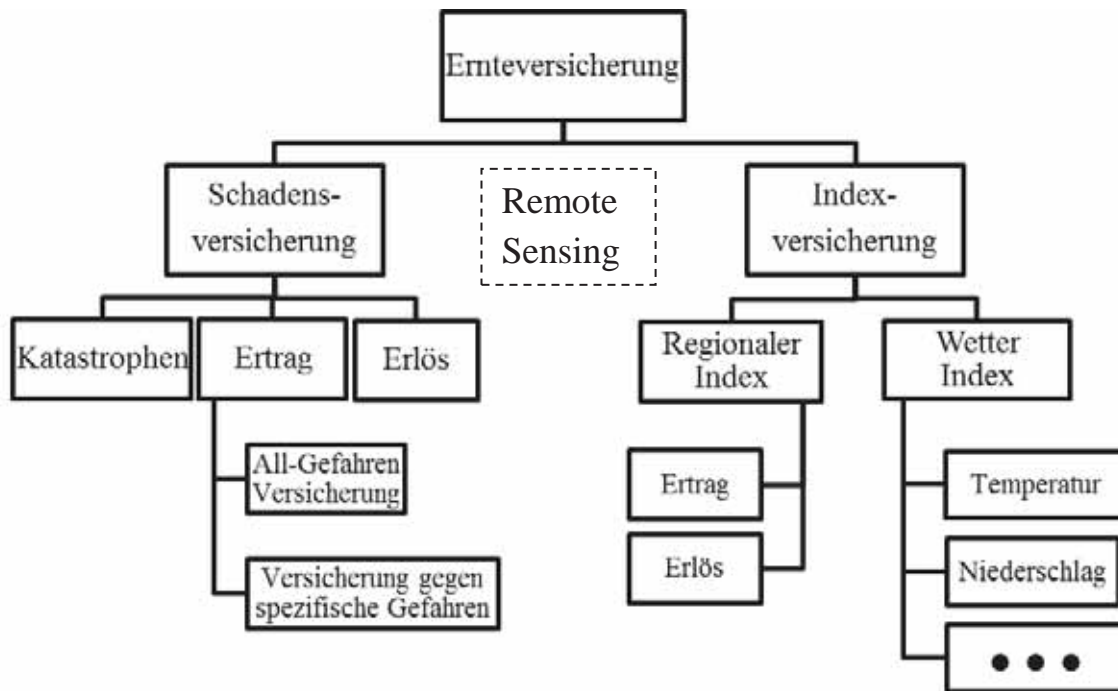 Ernteversicherung
Schadens-
versicherung
Remote
Sensing
Index-
versicherung
Katastrophen
Ertrag
Erlös
Regionaler
Index
Wetter
Index
All-Gefahren
Versicherung
Versicherung gegen
spezifische Gefahren
Ertrag
Erlös
Temperatur
Niederschlag
● ● ●